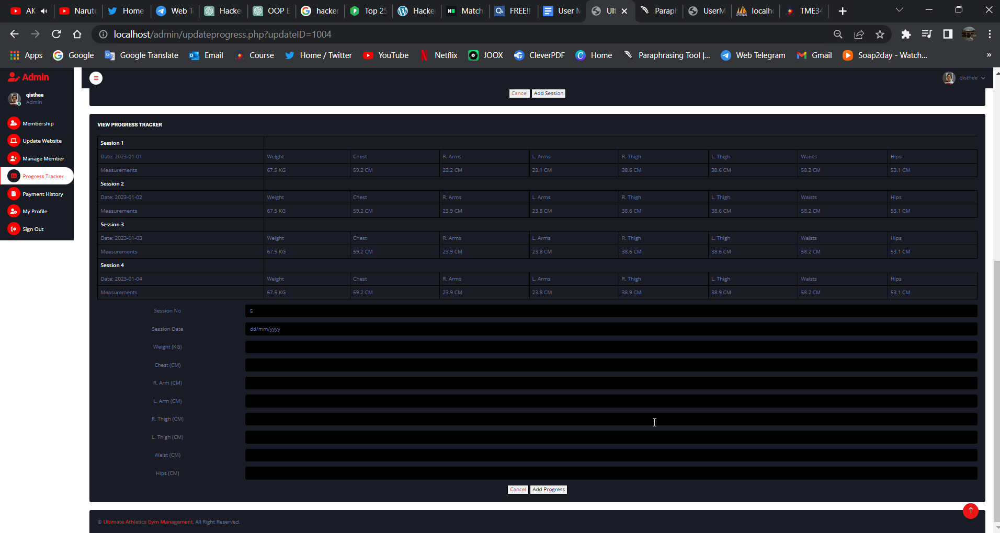 AK
Naruto
Home
Web T
Hacke
OOP E
hacker
Top 25
Hacke
Match
FREE!!
User M
Ult
Paraph
UserM
localh
TME34
localhost/admin/updateprogress.php?updateID=1004
Apps Google Google Translate Email Course Home / Twitter YouTube Netflix JOOX CleverPDF Home Paraphrasing Tool |... Web Telegram Gmail Soap2day - Watch... »
Admin
qisthee
Admin
Membership
Update Website
Manage Member
Progress Tracker
Payment History
My Profile
Sign Out
qisthee
Cancel Add Session
VIEW PROGRESS TRACKER
Session 1
Date: 2023-01-01 Weight Chest R. Arms L. Arms R. Thigh L. Thigh Waists Hips
Measurements 67.5 KG 59.2 CM 23.2 CM 23.1 CM 38.6 CM 38.6 CM 58.2 CM 53.1 CM
Session 2
Date: 2023-01-02 Weight Chest R. Arms L. Arms R. Thigh L. Thigh Waists Hips
Measurements 67.5 KG 59.2 CM 23.9 CM 23.8 CM 38.6 CM 38.6 CM 58.2 CM 53.1 CM
Session 3
Date: 2023-01-03 Weight Chest R. Arms L. Arms R. Thigh L. Thigh Waists Hips
Measurements 67.5 KG 59.2 CM 23.9 CM 23.8 CM 38.6 CM 38.6 CM 58.2 CM 53.1 CM
Session 4
Date: 2023-01-04 Weight Chest R. Arms L. Arms R. Thigh L. Thigh Waists Hips
Measurements 67.5 KG 59.2 CM 23.9 CM 23.8 CM 38.9 CM 38.9 CM 58.2 CM 53.1 CM
Session No 5
Session Date dd/mm/yyyy
Weight (KG)
Chest (CM)
R. Arm (CM)
L. Arm (CM)
R. Thigh (CM)
L. Thigh (CM)
Waist (CM)
Hips (CM)
Cancel Add Progress
© Ultimate Athletics Gym Management, All Right Reserved.